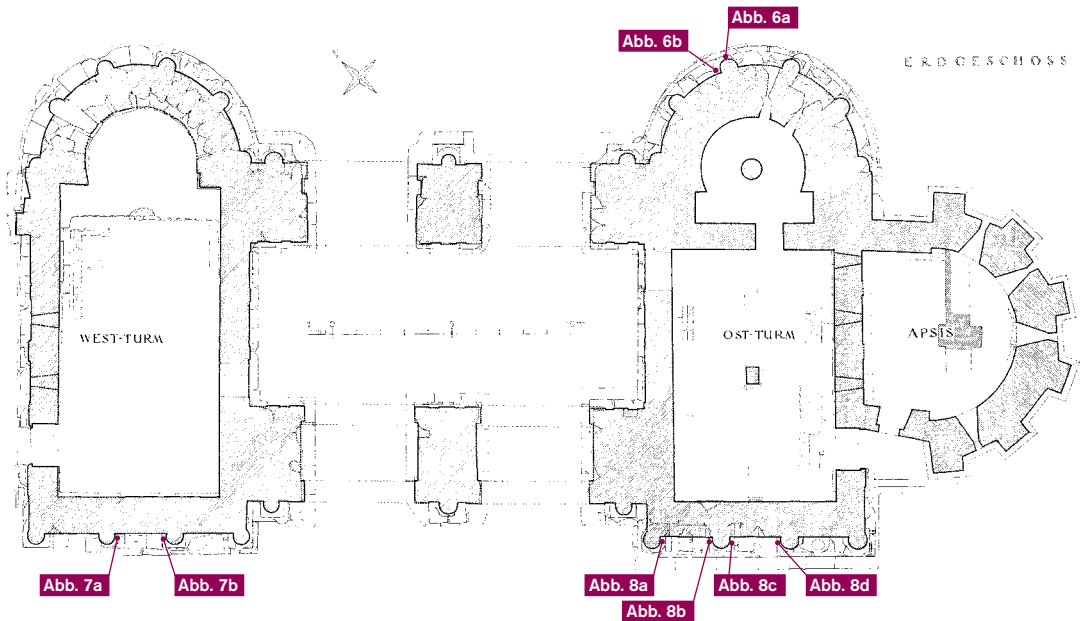 Abb. 6a
Abb. 6b
ERDGESCHOSS
WEST-TURM
OST-TURM
APSIS
Abb. 7a
Abb. 7b
Abb. 8a
Abb. 8b
Abb. 8c
Abb. 8d